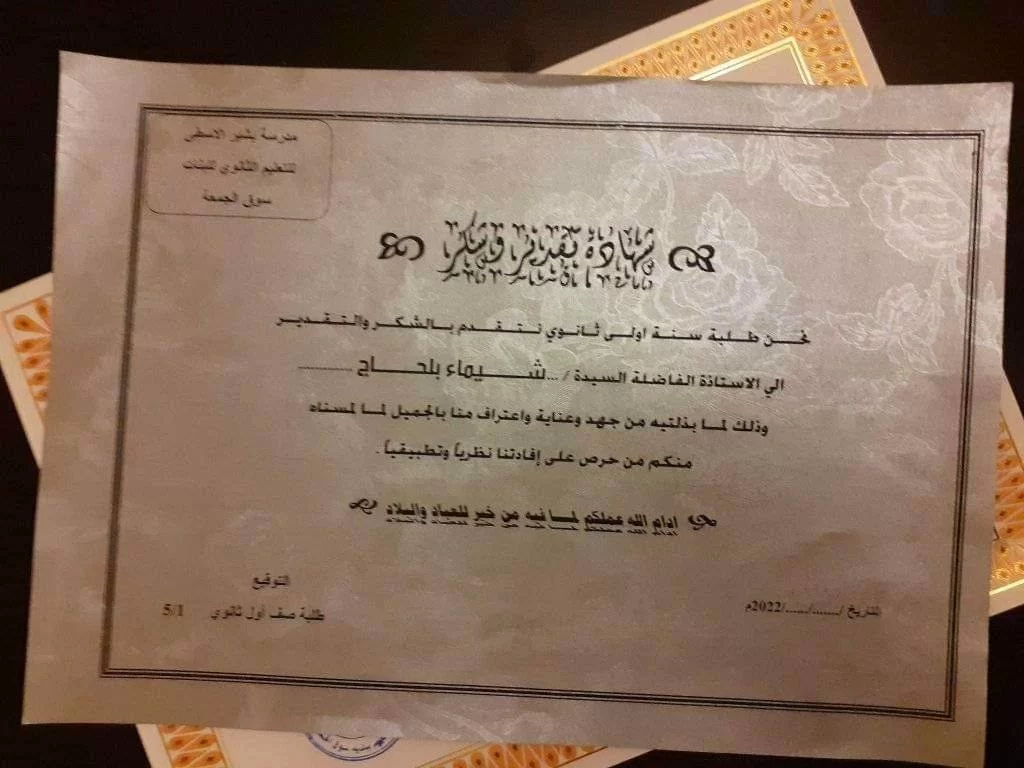 مدرسة بشير الاسطى
للتعليم الثانوي للبنات
سوق الجمعة
شهادة تقدير وشكر
نحن طلبة سنة اولى ثانوي نتقدم بالشكر والتقدير
الي الاستاذة الفاضلة السيدة /...شيماء بلحاج ............
وذلك لما بذلتيه من جهد وعناية واعتراف منا بالجميل لما لمسناه
منكم من حرص على إفادتنا نظرياً وتطبيقياً .
ادام الله عملكم لما فيه من خير للعباد والبلاد
التوقيع
التاريخ /....../....../2022م
طلبة صف أول ثانوي 5/1